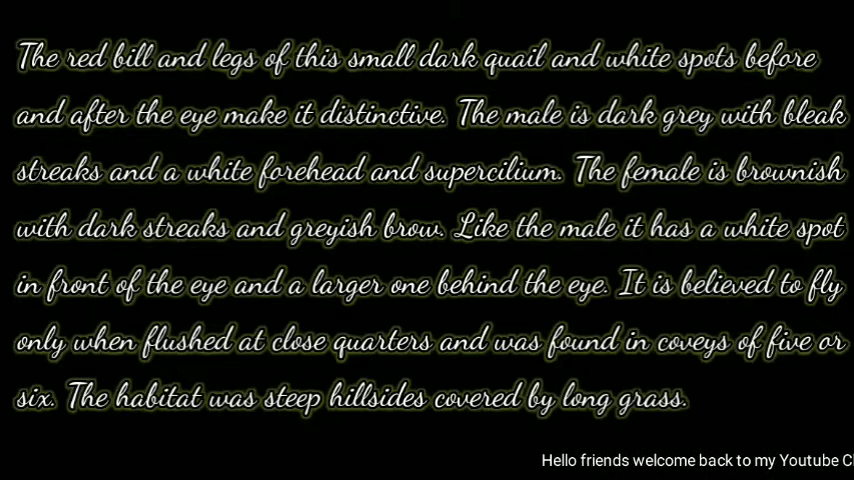 The red bill and legs of this small dark quail and white spots before
and after the eye make it distinctive. The male is dark grey with bleak
streaks and a white forehead and supercilium. The female is brownish
with dark streaks and greyish brow. Like the male it has a white spot
in front of the eye and a larger one behind the eye. It is believed to fly
only when flushed at close quarters and was found in coveys of five or
six. The habitat was steep hillsides covered by long grass.
Hello friends welcome back to my Youtube